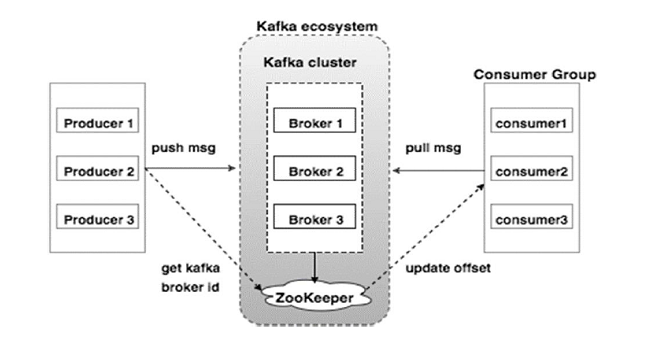 Kafka ecosystem
Kafka cluster
Consumer Group
Producer 1
Producer 2
Producer 3
push msg
Broker 1
Broker 2
Broker 3
pull msg
consumer1
consumer2
consumer3
get kafka
broker id
ZooKeeper
update offset